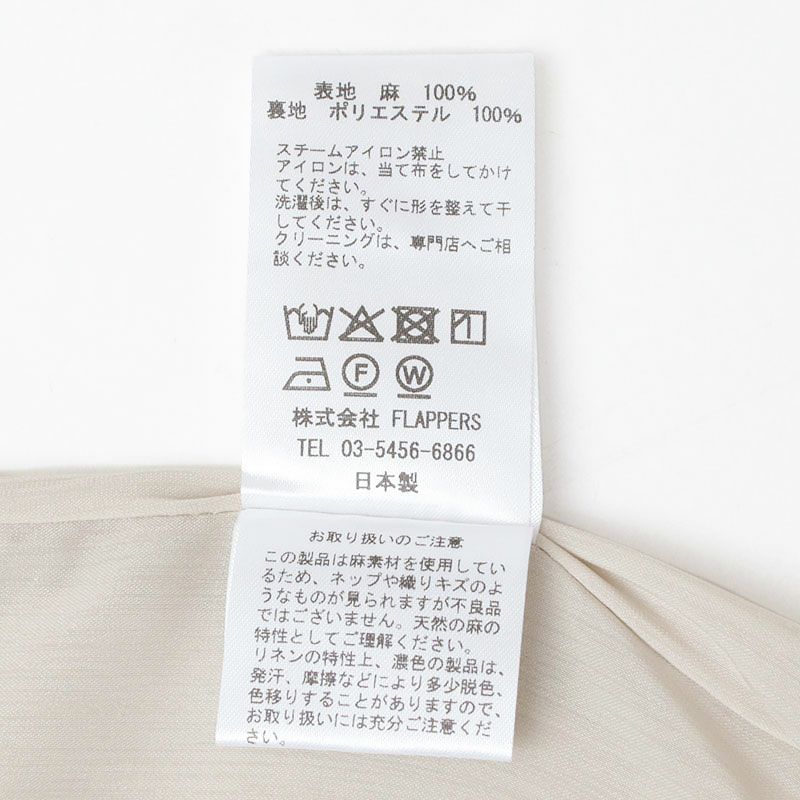 表地 麻 100%
裏地 ポリエステル 100%
スチームアイロン禁止
アイロンは、当て布をしてかけ
てください。
洗濯後は、すぐに形を整えて干
してください。
クリーニングは、専門店へご相
談ください。
F W
株式会社 FLAPPERS
TEL 03-5456-6866
日本製
お取り扱いのご注意
この製品は麻素材を使用してい
るため、ネップや織りキズのよ
うなものが見られますが不良品
ではございません。天然の麻の
特性としてご理解ください。
リネンの特性上、濃色の製品は、
発汗、摩擦などにより多少脱色、
色移りすることがありますので、
お取り扱いには充分ご注意くだ
さい。